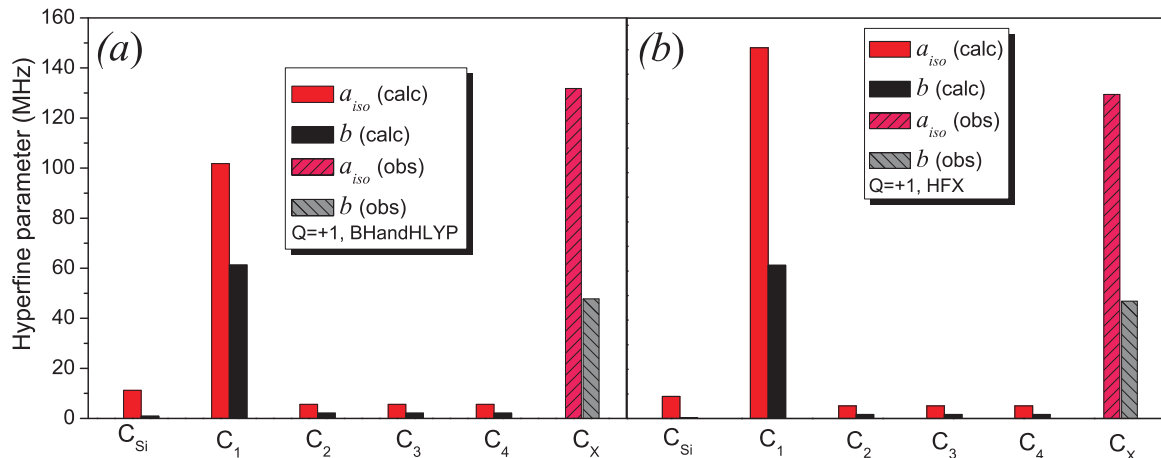 160
140
120
100
80
60
40
20
0
Hyperfine parameter (MHz)
(a)
a_iso (calc)
b (calc)
a_iso (obs)
b (obs)
Q=+1, BHandHLYP
C_Si C_1 C_2 C_3 C_4 C_X
(b)
a_iso (calc)
b (calc)
a_iso (obs)
b (obs)
Q=+1, HFX
C_Si C_1 C_2 C_3 C_4 C_X